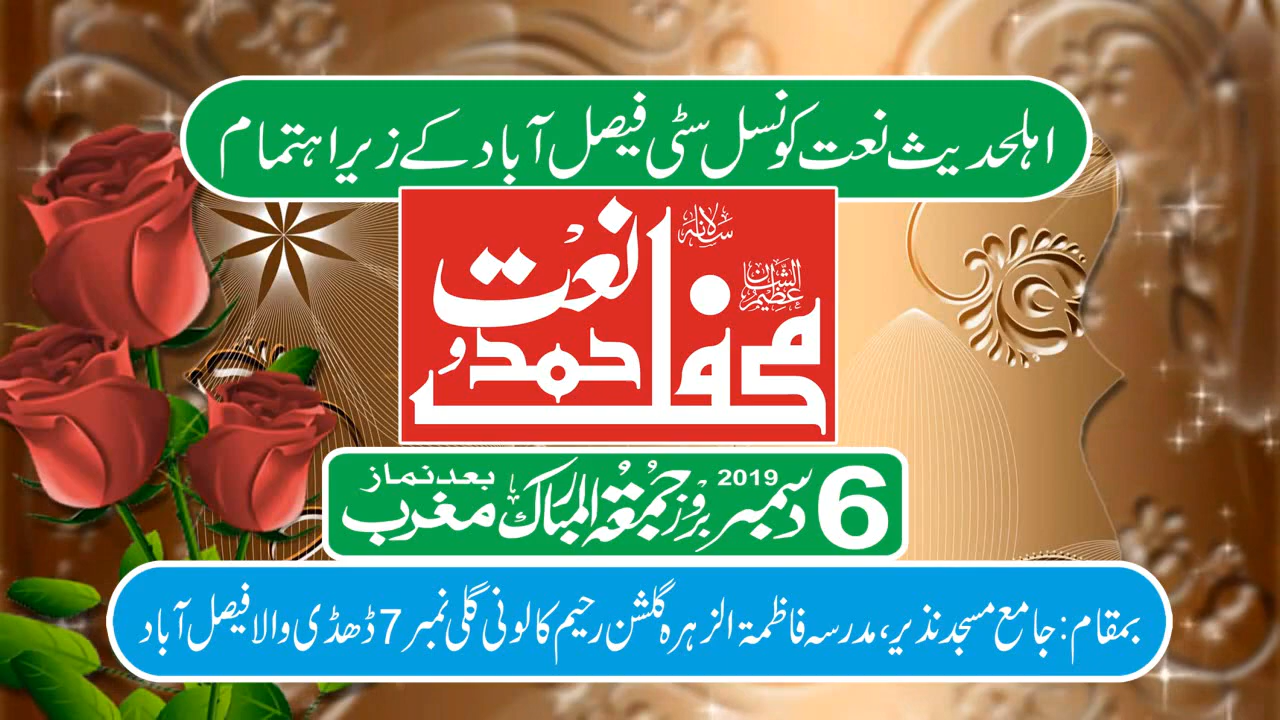 اہلحدیث نعت کونسل سٹی فیصل آباد کے زیر اہتمام
سالانہ
عظیم الشان
محفل حمد و نعت
6 دسمبر 2019 بروز جمعۃ المبارک بعد نماز مغرب
بمقام: جامع مسجد نذیر، مدرسہ فاطمۃ الزہرہ گلشن رحیم کالونی گلی نمبر 7 ڈھڈی والا فیصل آباد